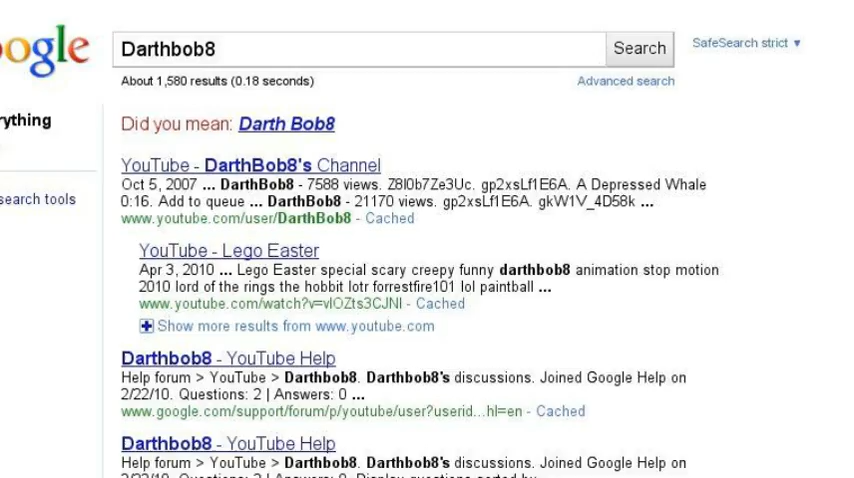 ogle
Darthbob8 Search SafeSearch strict ▼
About 1,580 results (0.18 seconds) Advanced search
rything
Did you mean: Darth Bob8
YouTube - DarthBob8's Channel
Oct 5, 2007 ... DarthBob8 - 7588 views. Z8I0b7Ze3Uc. gp2xsLf1E6A. A Depressed Whale
search tools
0:16. Add to queue ... DarthBob8 - 21170 views. gp2xsLf1E6A. gkW1V_4D58k ...
www.youtube.com/user/DarthBob8 - Cached
YouTube - Lego Easter
Apr 3, 2010 ... Lego Easter special scary creepy funny darthbob8 animation stop motion
2010 lord of the rings the hobbit lotr forrestfire101 lol paintball ...
www.youtube.com/watch?v=vIOZts3CJNI - Cached
Show more results from www.youtube.com
Darthbob8 - YouTube Help
Help forum > YouTube > Darthbob8. Darthbob8's discussions. Joined Google Help on
2/22/10. Questions: 2 | Answers: 0 ...
www.google.com/support/forum/p/youtube/user?userid...hl=en - Cached
Darthbob8 - YouTube Help
Help forum > YouTube > Darthbob8. Darthbob8's discussions. Joined Google Help on